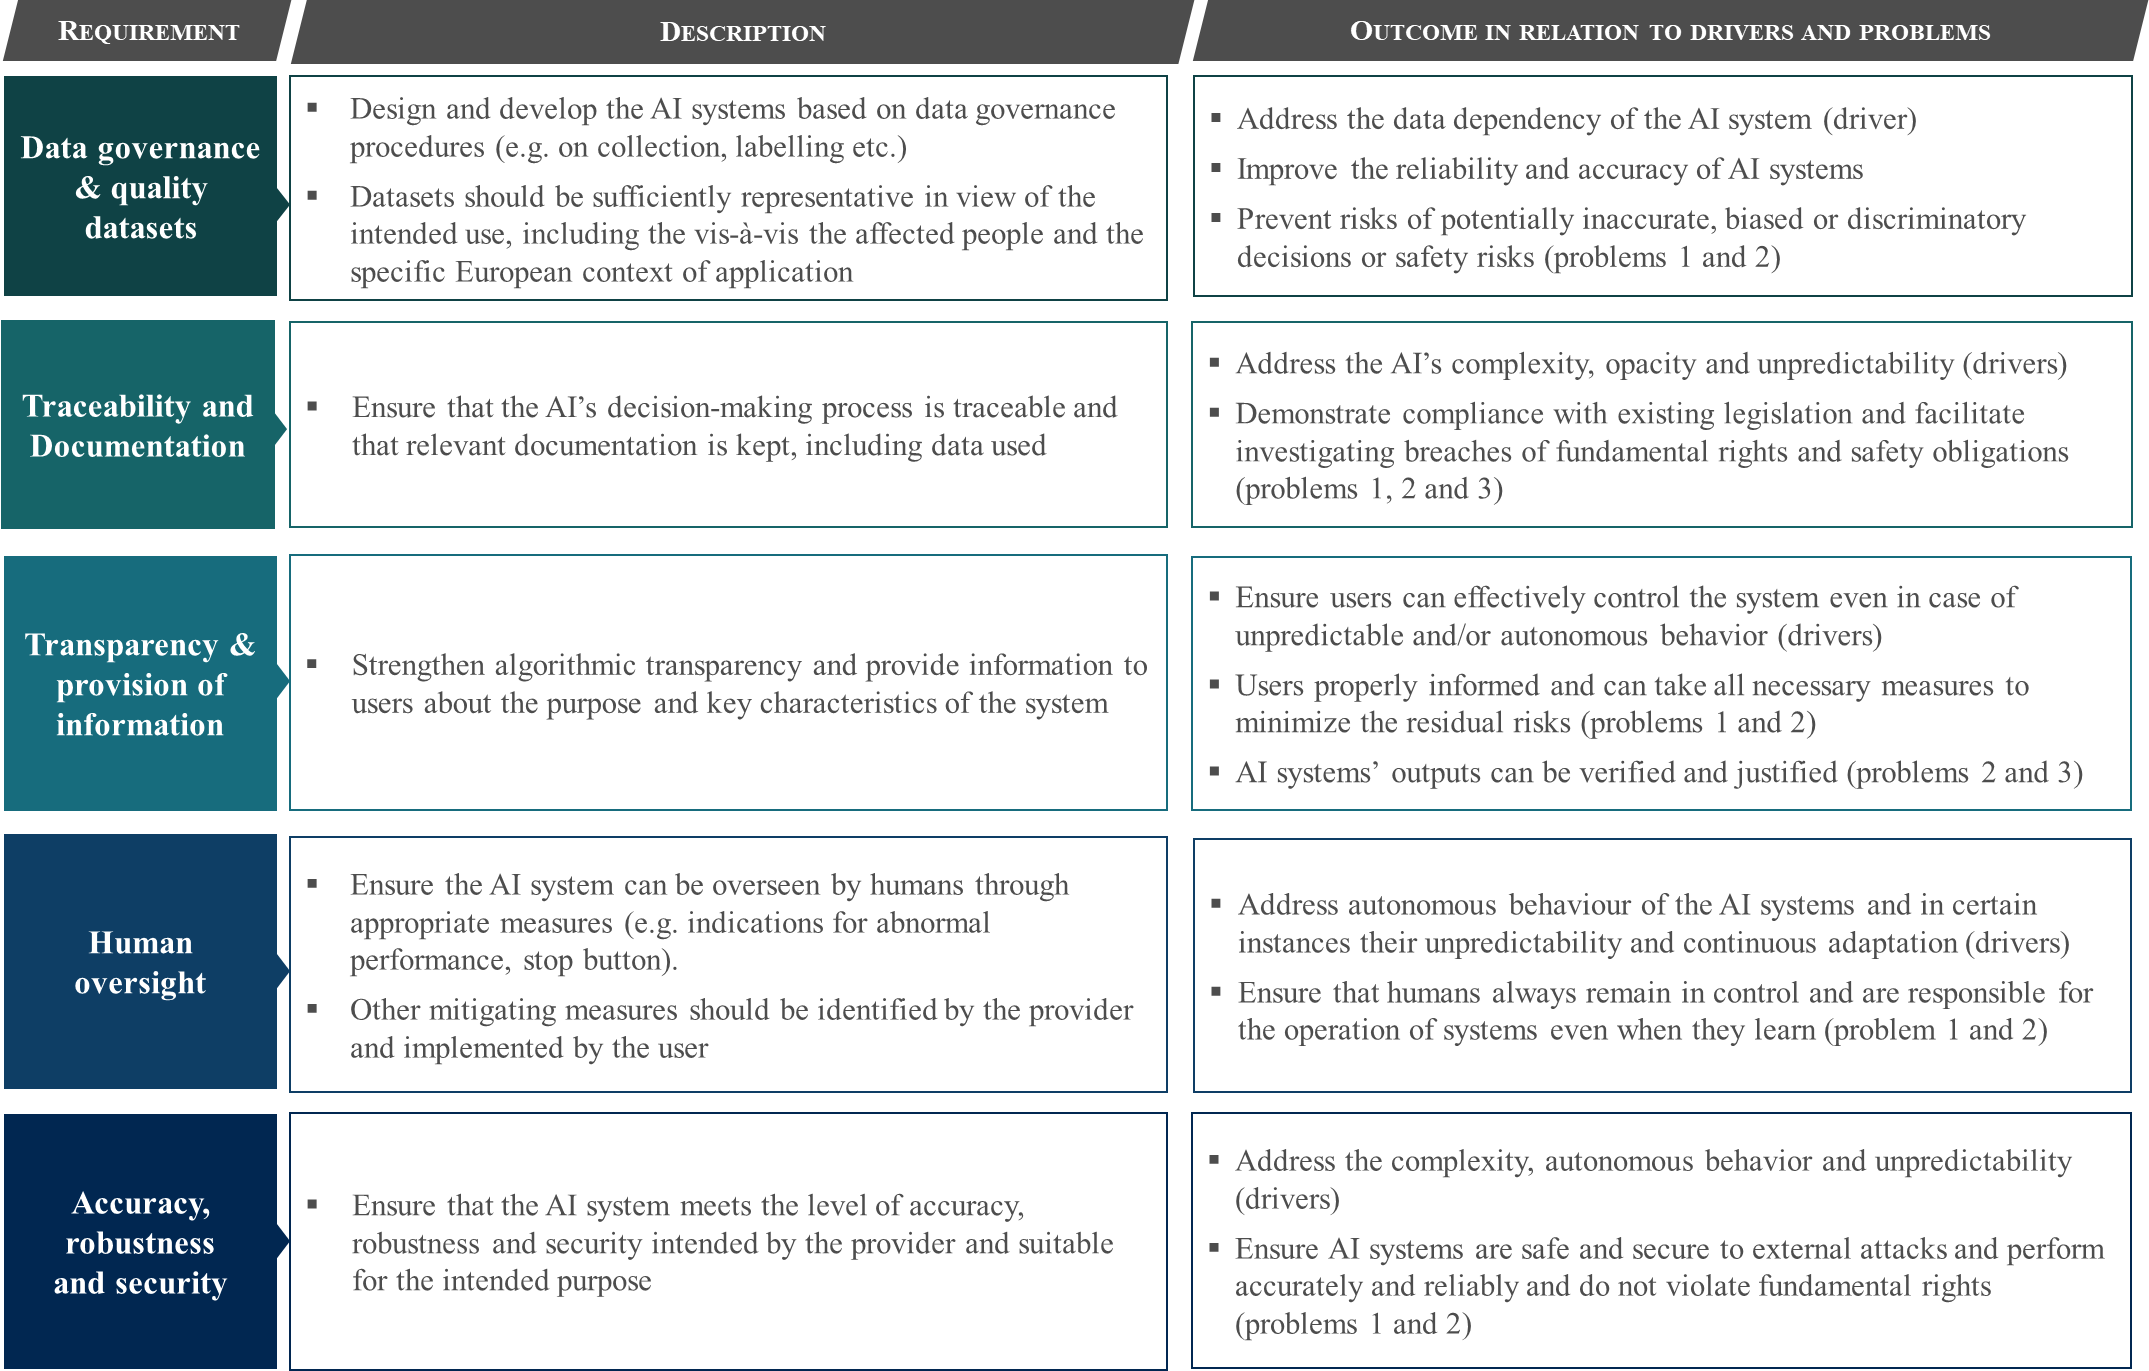 REQUIREMENT
DESCRIPTION
OUTCOME IN RELATION TO DRIVERS AND PROBLEMS
Data governance
& quality
datasets
▪ Design and develop the AI systems based on data governance
procedures (e.g. on collection, labelling etc.)
▪ Datasets should be sufficiently representative in view of the
intended use, including the vis-à-vis the affected people and the
specific European context of application
▪ Address the data dependency of the AI system (driver)
▪ Improve the reliability and accuracy of AI systems
▪ Prevent risks of potentially inaccurate, biased or discriminatory
decisions or safety risks (problems 1 and 2)
Traceability and
Documentation
▪ Ensure that the AI’s decision-making process is traceable and
that relevant documentation is kept, including data used
▪ Address the AI’s complexity, opacity and unpredictability (drivers)
▪ Demonstrate compliance with existing legislation and facilitate
investigating breaches of fundamental rights and safety obligations
(problems 1, 2 and 3)
Transparency &
provision of
information
▪ Strengthen algorithmic transparency and provide information to
users about the purpose and key characteristics of the system
▪ Ensure users can effectively control the system even in case of
unpredictable and/or autonomous behavior (drivers)
▪ Users properly informed and can take all necessary measures to
minimize the residual risks (problems 1 and 2)
▪ AI systems’ outputs can be verified and justified (problems 2 and 3)
Human
oversight
▪ Ensure the AI system can be overseen by humans through
appropriate measures (e.g. indications for abnormal
performance, stop button).
▪ Other mitigating measures should be identified by the provider
and implemented by the user
▪ Address autonomous behaviour of the AI systems and in certain
instances their unpredictability and continuous adaptation (drivers)
▪ Ensure that humans always remain in control and are responsible for
the operation of systems even when they learn (problem 1 and 2)
Accuracy,
robustness
and security
▪ Ensure that the AI system meets the level of accuracy,
robustness and security intended by the provider and suitable
for the intended purpose
▪ Address the complexity, autonomous behavior and unpredictability
(drivers)
▪ Ensure AI systems are safe and secure to external attacks and perform
accurately and reliably and do not violate fundamental rights
(problems 1 and 2)